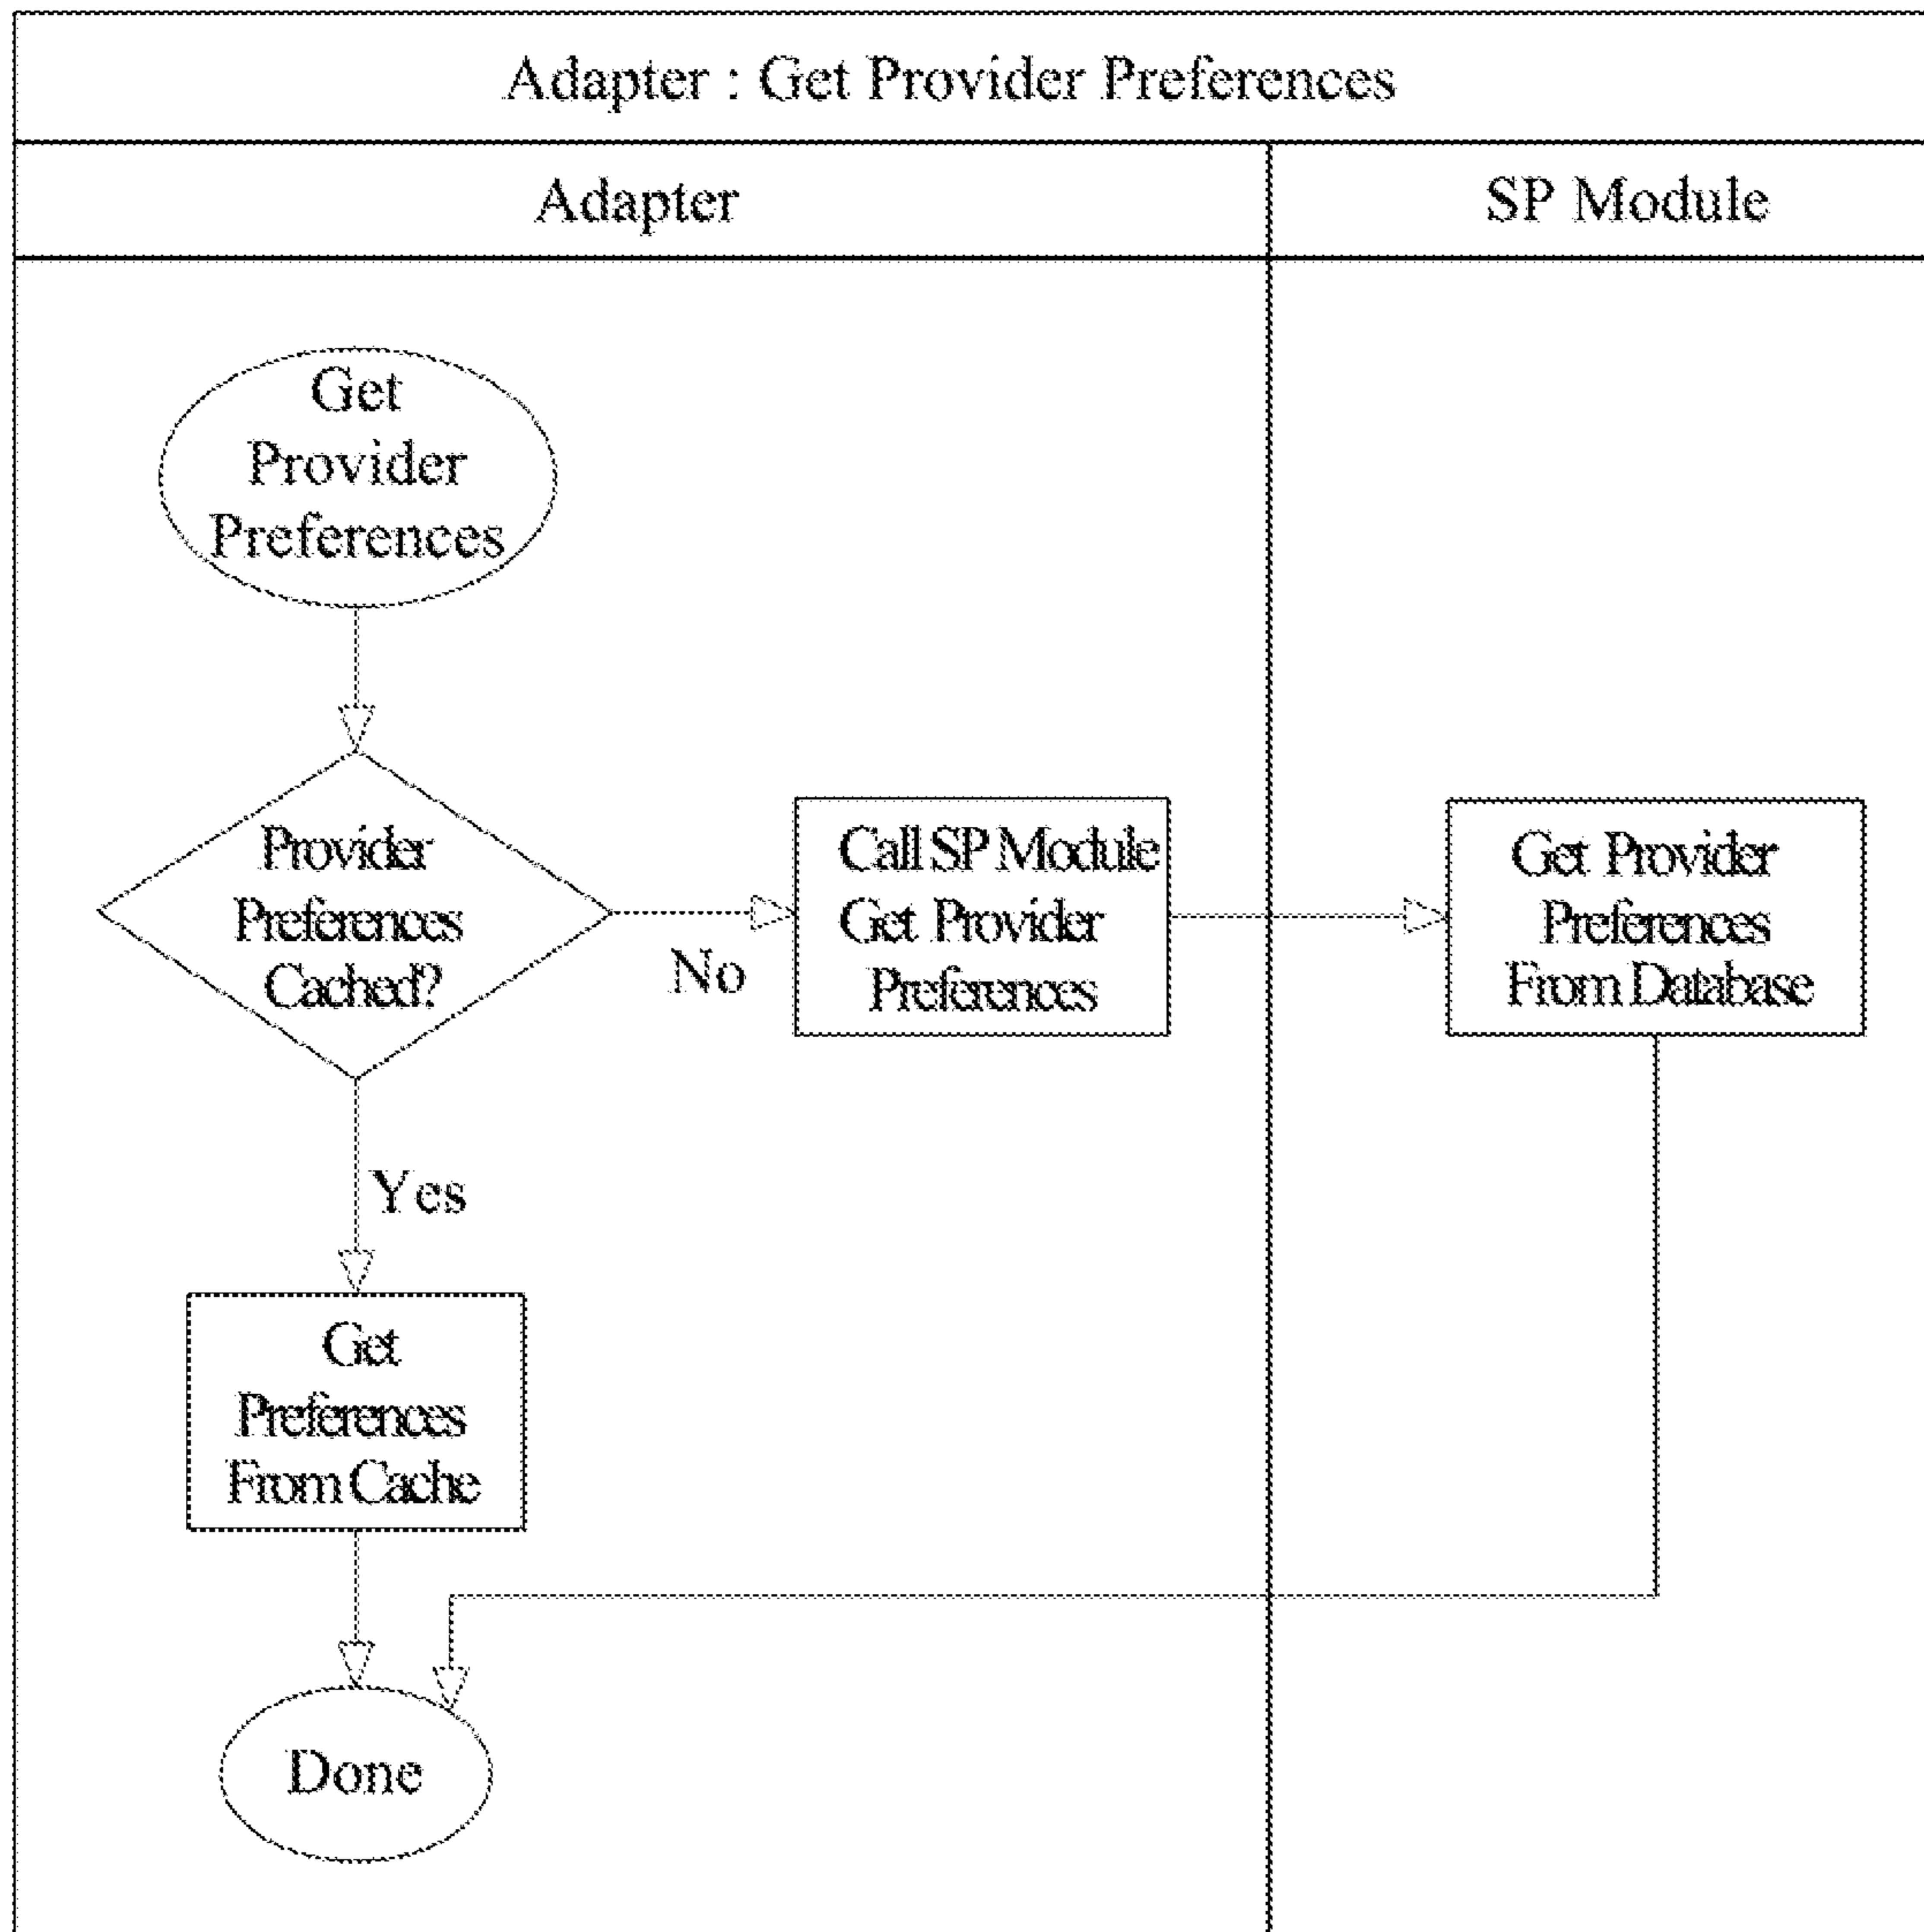 Adapter : Get Provider Preferences
Adapter
SP Module
Get
Provider
Preferences
Provider
Preferences
Cached?
No
Call SP Module
Get Provider
Preferences
Get Provider
Preferences
From Database
Yes
Get
Preferences
From Cache
Done